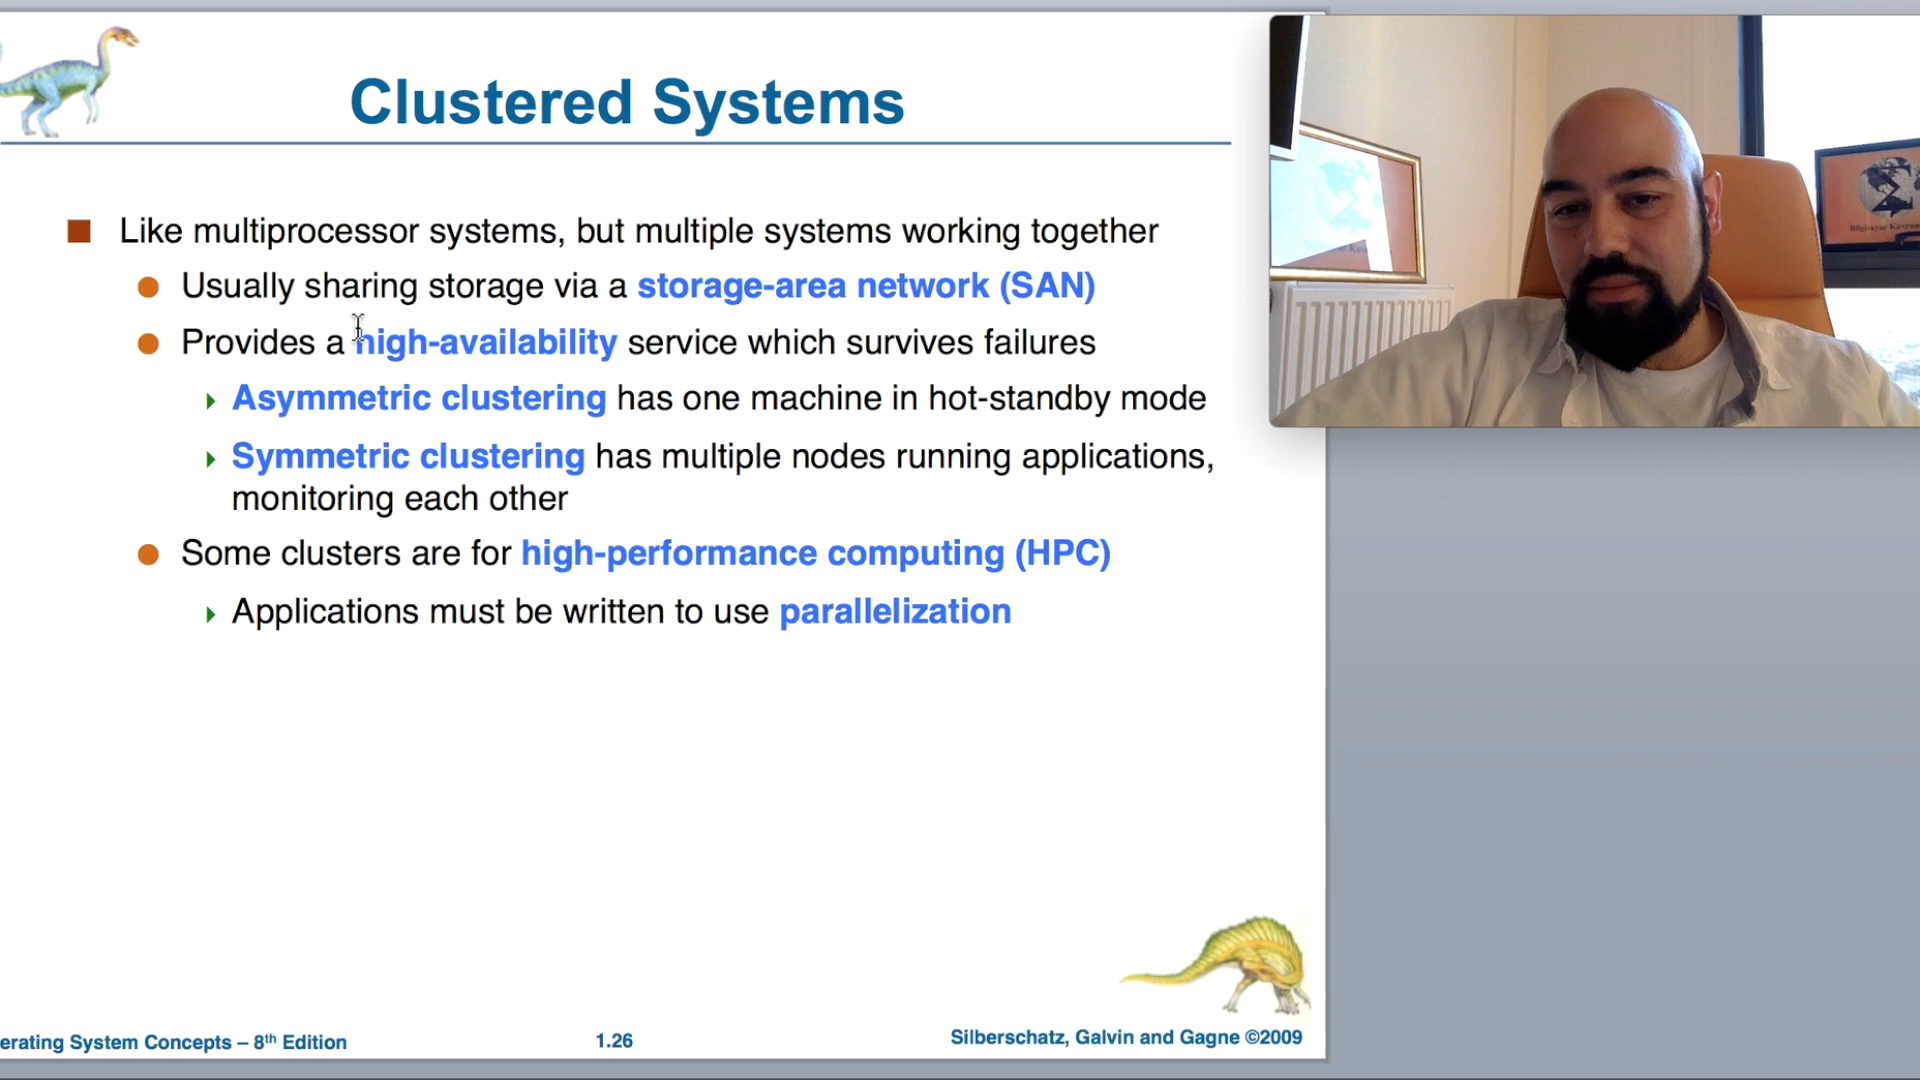 Clustered Systems
Like multiprocessor systems, but multiple systems working together
Usually sharing storage via a storage-area network (SAN)
Provides a high-availability service which survives failures
Asymmetric clustering has one machine in hot-standby mode
Symmetric clustering has multiple nodes running applications,
monitoring each other
Some clusters are for high-performance computing (HPC)
Applications must be written to use parallelization
erating System Concepts – 8th Edition
1.26
Silberschatz, Galvin and Gagne ©2009